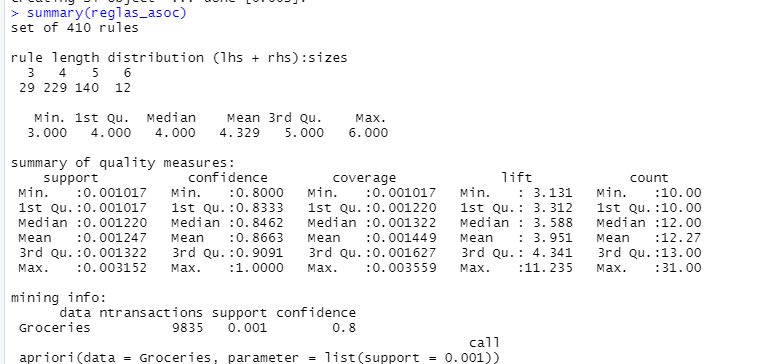 creating S4 object ... done [0.00s].
> summary(reglas_asoc)
set of 410 rules
rule length distribution (lhs + rhs):sizes
3 4 5 6
29 229 140 12
Min. 1st Qu. Median Mean 3rd Qu. Max.
3.000 4.000 4.000 4.329 5.000 6.000
summary of quality measures:
support confidence coverage lift count
Min. :0.001017 Min. :0.8000 Min. :0.001017 Min. : 3.131 Min. :10.00
1st Qu.:0.001017 1st Qu.:0.8333 1st Qu.:0.001220 1st Qu.: 3.312 1st Qu.:10.00
Median :0.001220 Median :0.8462 Median :0.001322 Median : 3.588 Median :12.00
Mean :0.001247 Mean :0.8663 Mean :0.001449 Mean : 3.951 Mean :12.27
3rd Qu.:0.001322 3rd Qu.:0.9091 3rd Qu.:0.001627 3rd Qu.: 4.341 3rd Qu.:13.00
Max. :0.003152 Max. :1.0000 Max. :0.003559 Max. :11.235 Max. :31.00
mining info:
data ntransactions support confidence
Groceries 9835 0.001 0.8
call
apriori(data = Groceries, parameter = list(support = 0.001))